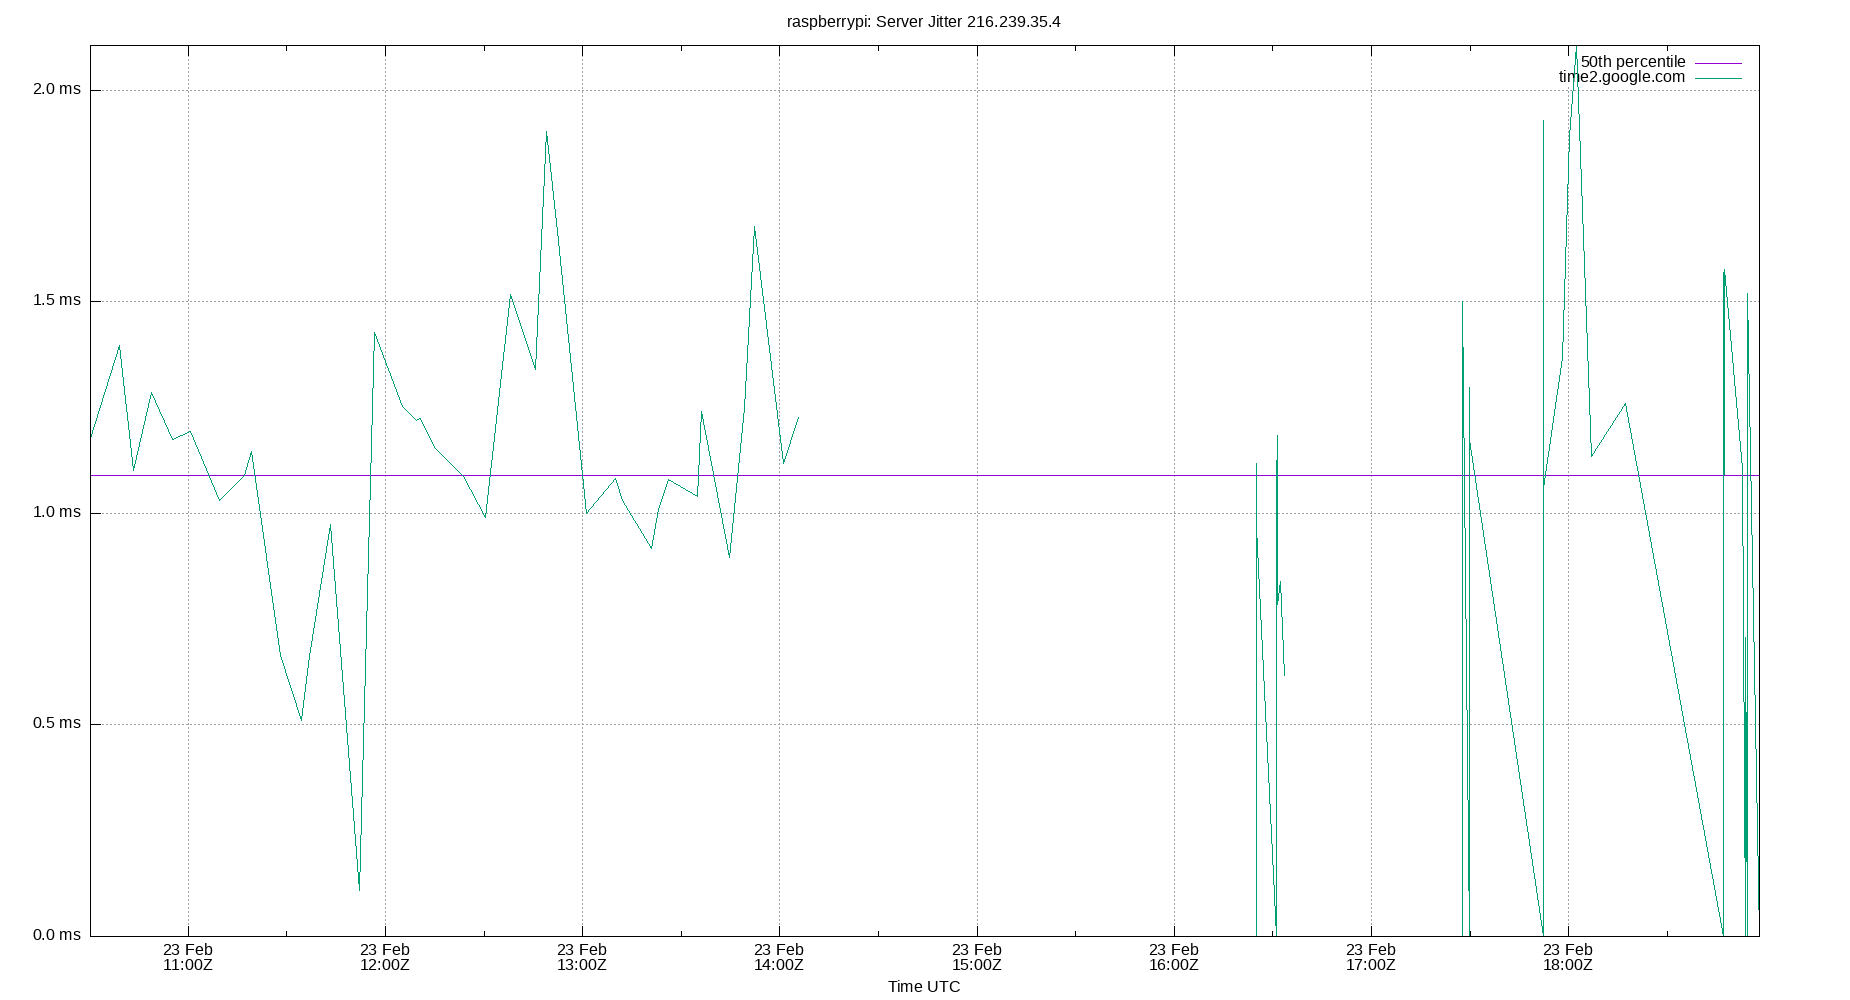 raspberrypi: Server Jitter 216.239.35.4
50th percentile
time2.google.com
2.0 ms
1.5 ms
1.0 ms
0.5 ms
0.0 ms
23 Feb 23 Feb 23 Feb 23 Feb 23 Feb 23 Feb 23 Feb 23 Feb
11:00Z 12:00Z 13:00Z 14:00Z 15:00Z 16:00Z 17:00Z 18:00Z
Time UTC